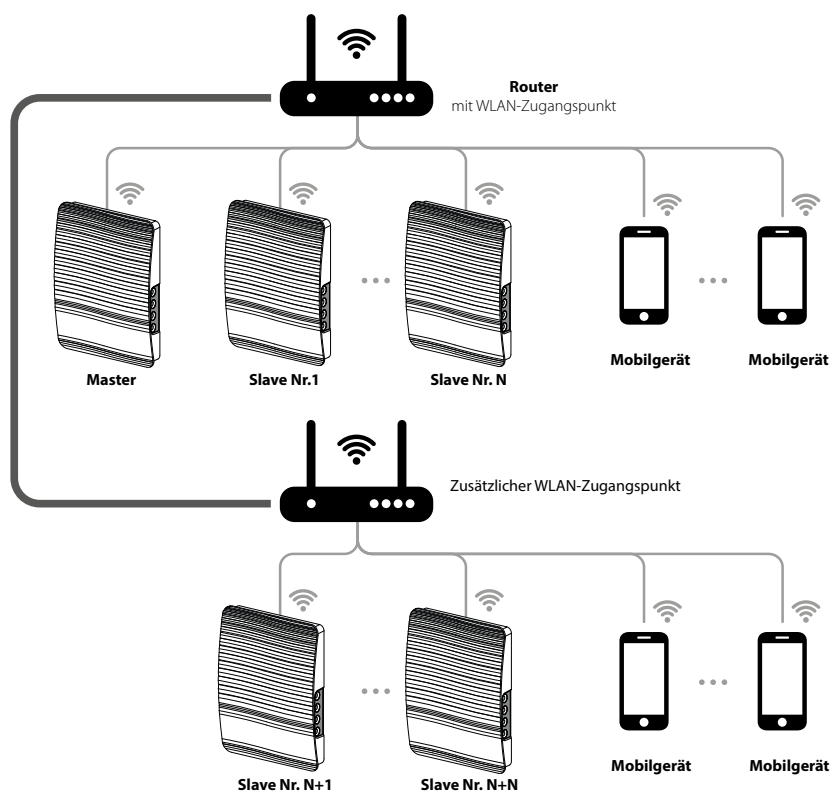 Router
mit WLAN-Zugangspunkt
Master
Slave Nr.1
Slave Nr. N
Mobilgerät
Mobilgerät
Zusätzlicher WLAN-Zugangspunkt
Slave Nr. N+1
Slave Nr. N+N
Mobilgerät
Mobilgerät